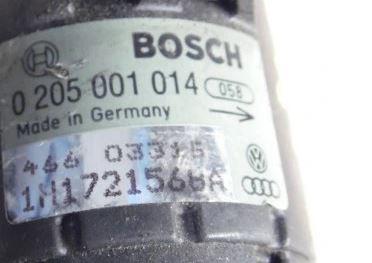 BOSCH
0 205 001 014 058
Made in Germany
466 03315
1H1721566A